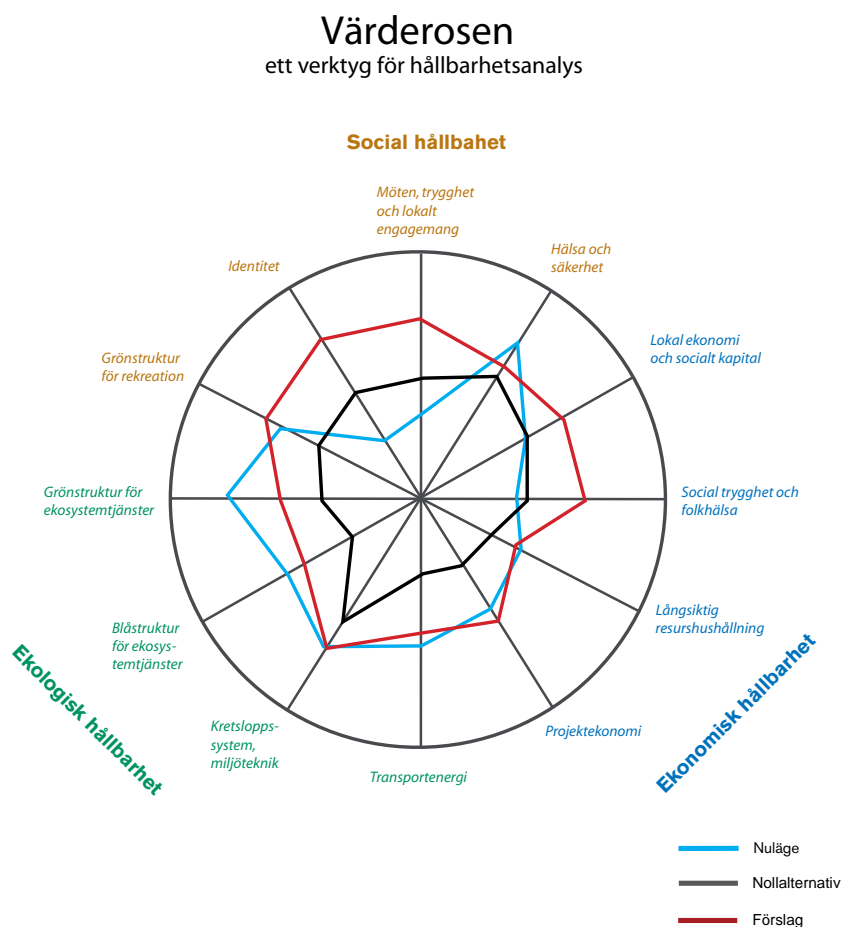 Värderosen
ett verktyg för hållbarhetsanalys
Social hållbahet
Möten, trygghet
och lokalt
engagemang
Hälsa och
säkerhet
Identitet
Lokal ekonomi
och socialt kapital
Grönstruktur
för rekreation
Grönstruktur för
ekosystemtjänster
Social trygghet och
folkhälsa
Blåstruktur
för ekosys-
temtjänster
Långsiktig
resurshushållning
Ekologisk hållbarhet
Ekonomisk hållbarhet
Kretslopps-
system,
miljöteknik
Projektekonomi
Transportenergi
Nuläge
Nollalternativ
Förslag